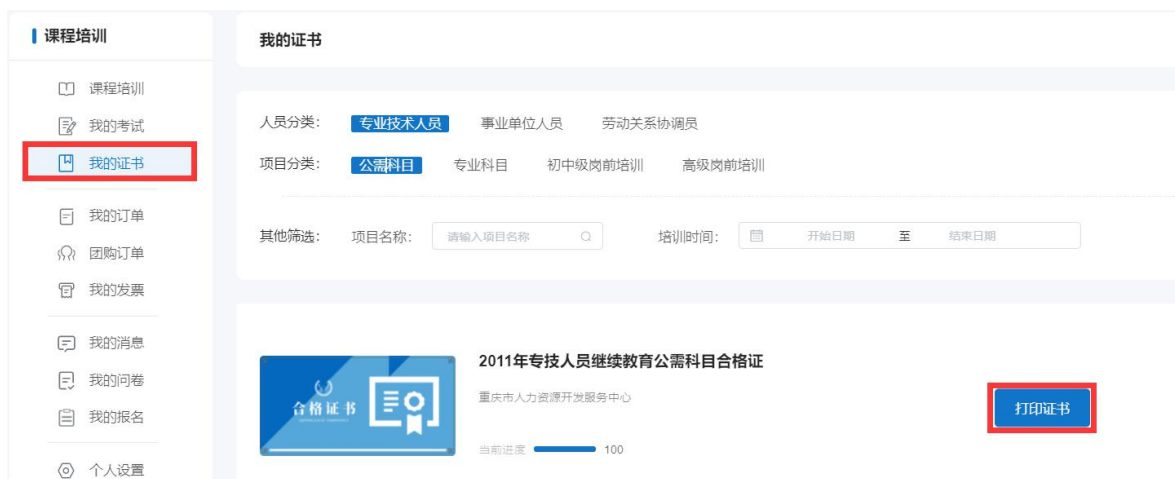 课程培训
课程培训
我的考试
我的证书
我的订单
团购订单
我的发票
我的消息
我的问卷
我的报名
个人设置
我的证书
人员分类： 专业技术人员 事业单位人员 劳动关系协调员
项目分类： 公需科目 专业科目 初中级岗前培训 高级岗前培训
其他筛选： 项目名称： 请输入项目名称 培训时间： 开始日期 至 结束日期
合格证书
2011年专技人员继续教育公需科目合格证
重庆市人力资源开发服务中心
打印证书
当前进度 100